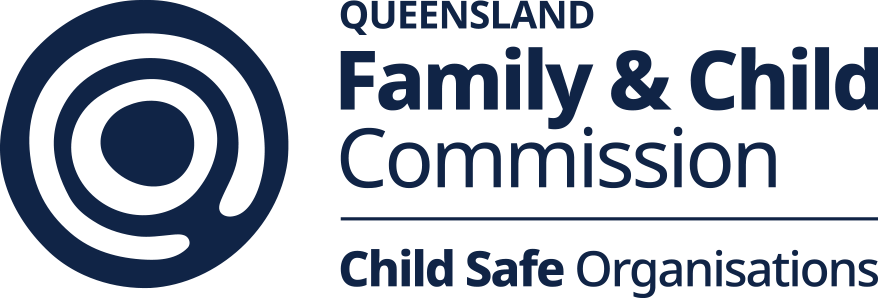 QUEENSLAND
Family & Child
Commission
Child Safe Organisations